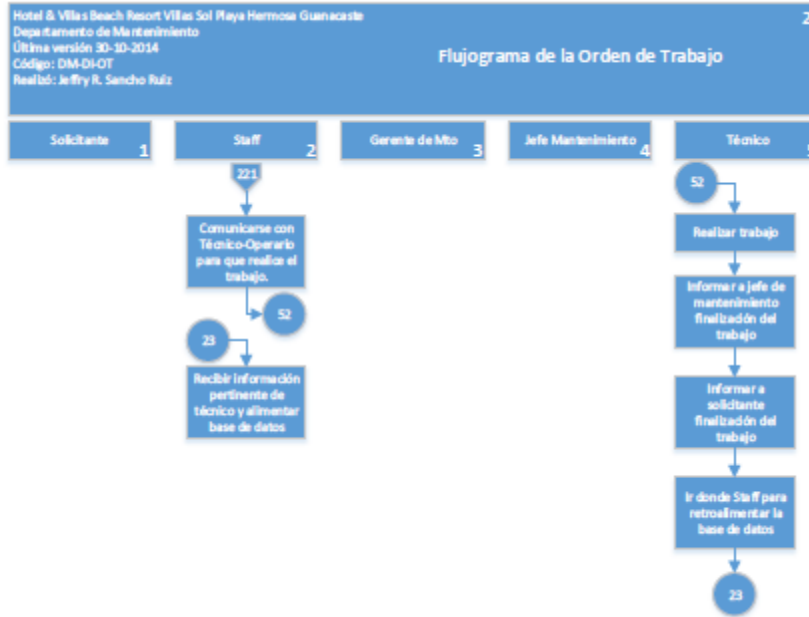 Hotel & Villas Beach Resort Villas Sol Playa Hermosa Guanacaste
Departamento de Mantenimiento
Última versión 30-10-2014
Código: DM-DI-OT
Realizó: Jeffry R. Sancho Ruiz
Flujograma de la Orden de Trabajo
2
Solicitante 1
Staff 2
Gerente de Mto 3
Jefe Mantenimiento 4
Técnico 5
221
Comunicarse con
Técnico-Operario
para que realice el
trabajo.
52
23
Recibir información
pertinente de
técnico y alimentar
base de datos
52
Realizar trabajo
Informar a jefe de
mantenimiento
finalización del
trabajo
Informar a
solicitante
finalización del
trabajo
Ir donde Staff para
retroalimentar la
base de datos
23